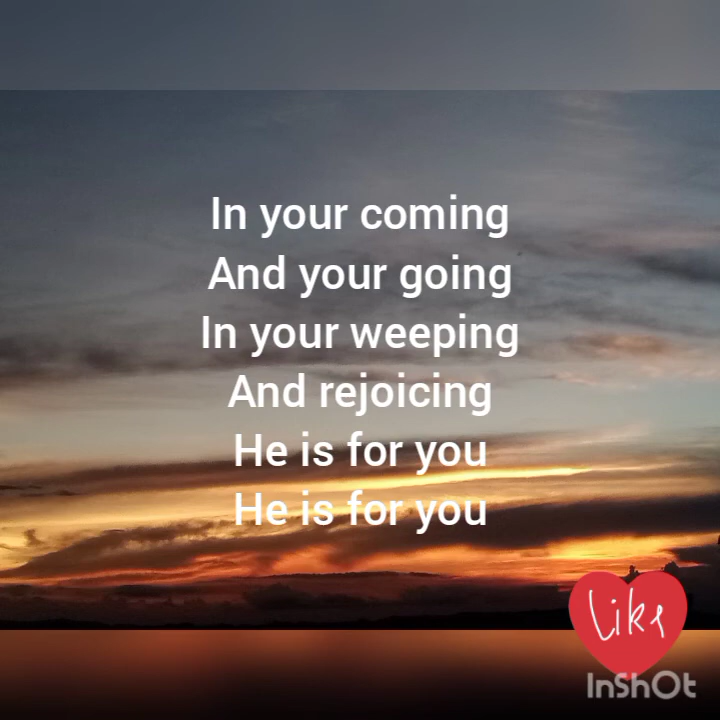 In your coming
And your going
In your weeping
And rejoicing
He is for you
He is for you
Like
InShOt